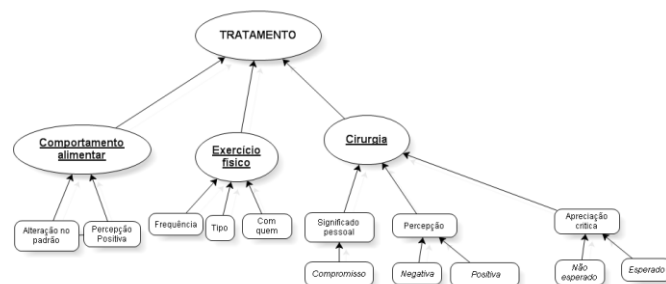 TRATAMENTO
Comportamento
alimentar
Exercício
físico
Cirurgia
Alteração no
padrão
Percepção
Positiva
Frequência
Tipo
Com
quem
Significado
pessoal
Percepção
Apreciação
crítica
Compromisso
Negativa
Positiva
Não
esperado
Esperado